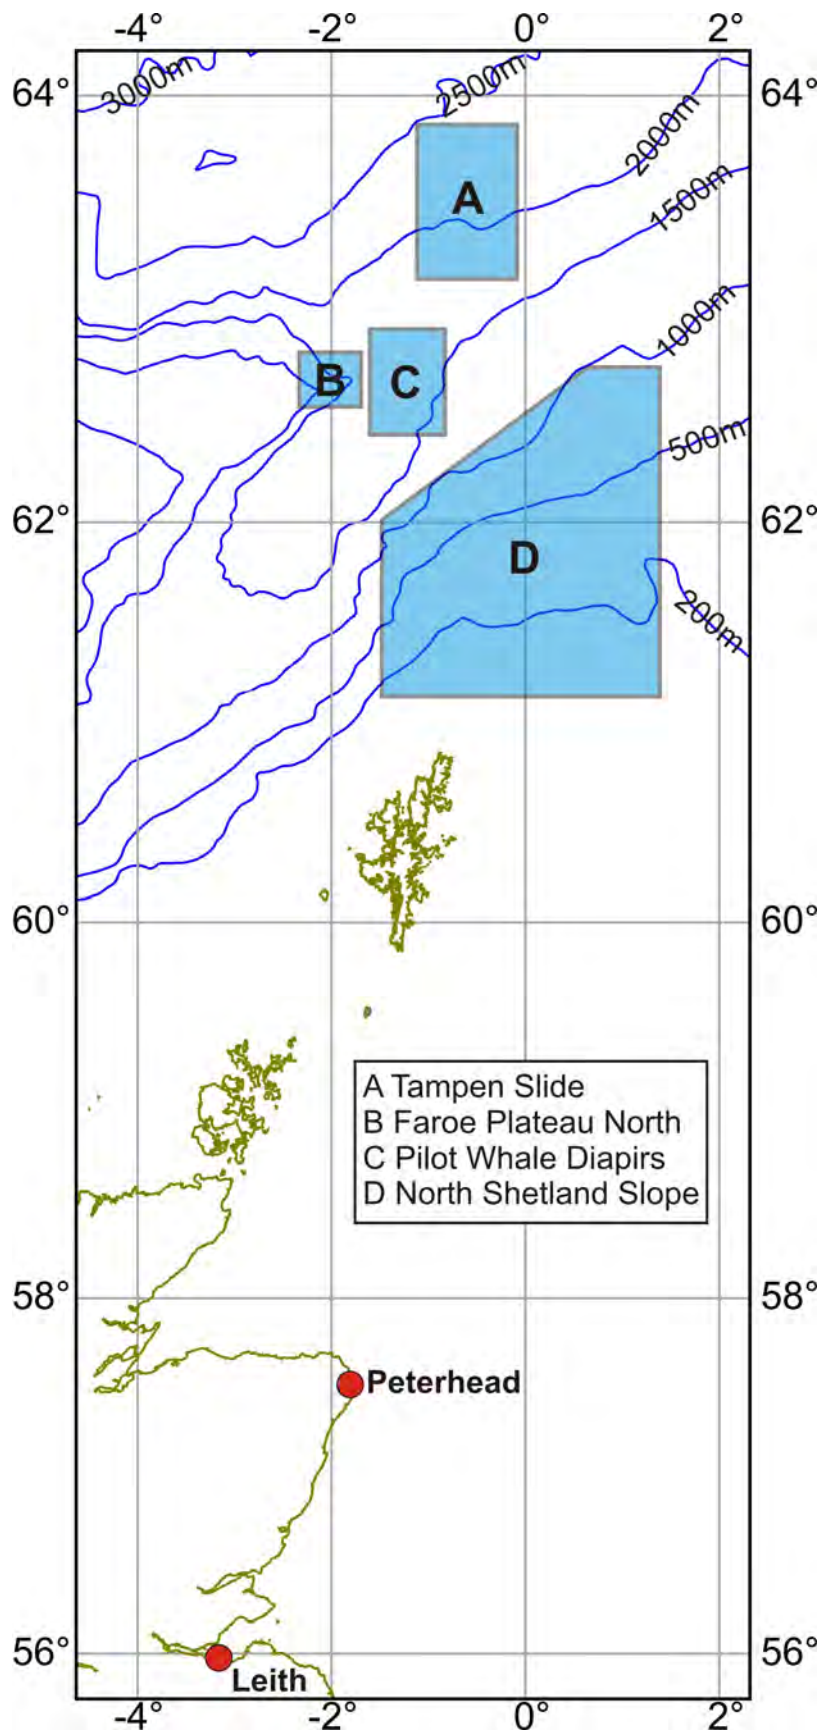 -4° -2° 0° 2°
3000m 2500m
64° 64°
2000m
A
1500m
1000m
B C
500m
62° 62°
D
200m
60° 60°
A Tampen Slide
B Faroe Plateau North
C Pilot Whale Diapirs
D North Shetland Slope
58° 58°
Peterhead
56° 56°
Leith
-4° -2° 0° 2°